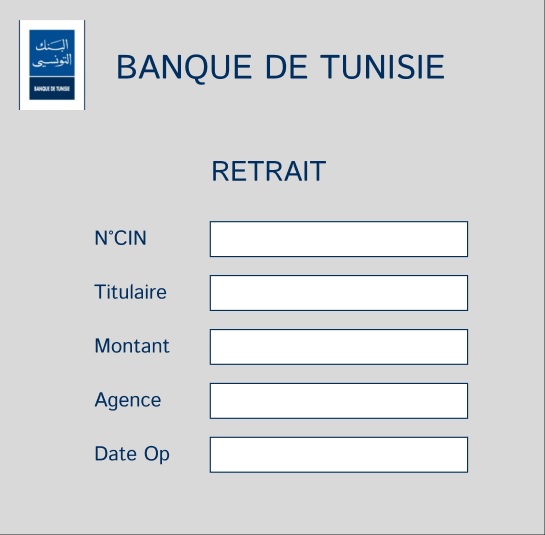 البنك
التونسي
BANQUE DE TUNISIE
BANQUE DE TUNISIE
RETRAIT
N°CIN
Titulaire
Montant
Agence
Date Op